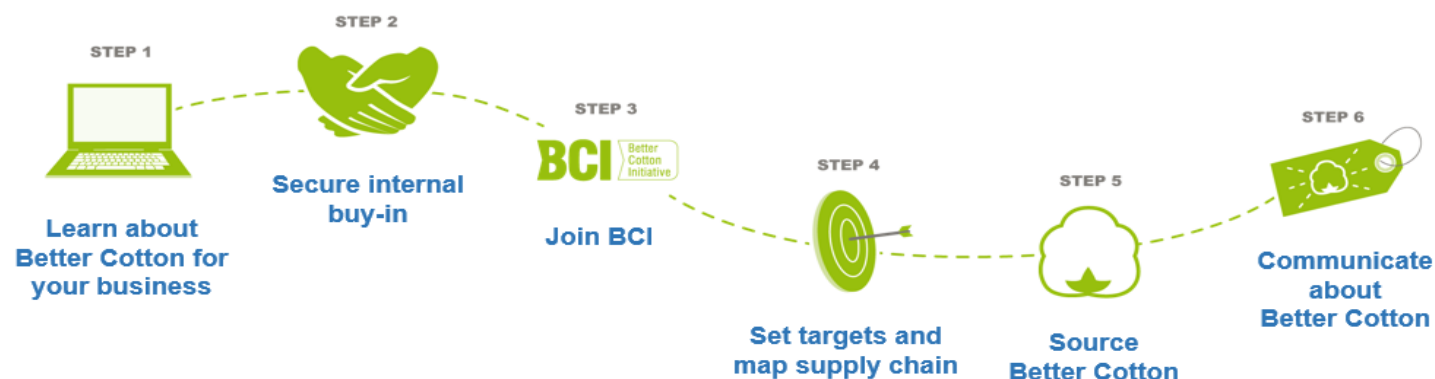 STEP 1
Learn about
Better Cotton for
your business
STEP 2
Secure internal
buy-in
STEP 3
BCI
Better
Cotton
Initiative
Join BCI
STEP 4
Set targets and
map supply chain
STEP 5
Source
Better Cotton
STEP 6
Communicate
about
Better Cotton